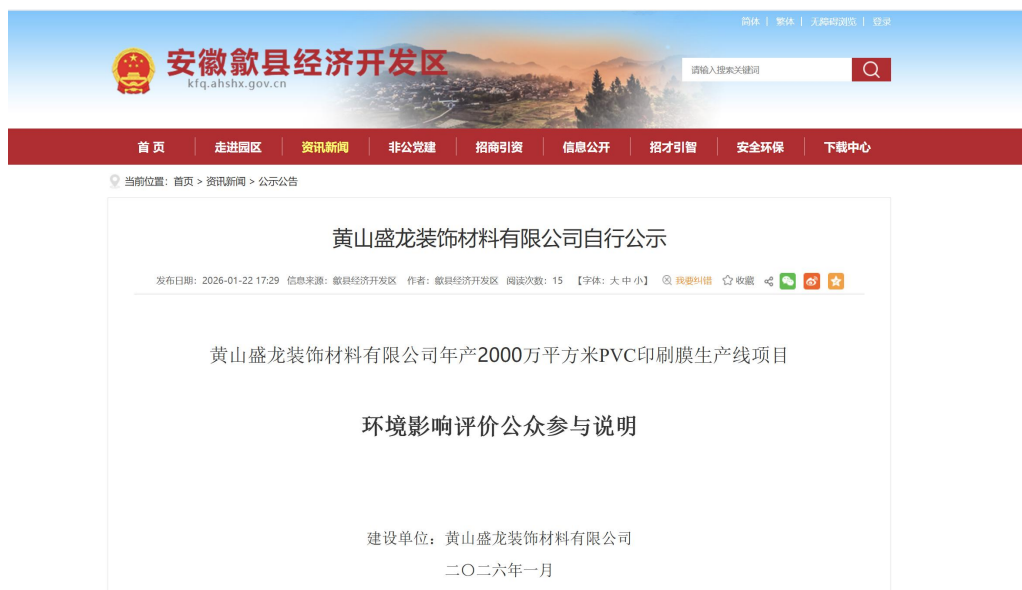 简体 | 繁体 | 无障碍浏览 | 登录
安徽歙县经济开发区
kfq.ahshx.gov.cn
请输入搜索关键词
首页 走进园区 资讯新闻 非公党建 招商引资 信息公开 招才引智 安全环保 下载中心
当前位置: 首页 > 资讯新闻 > 公示公告
黄山盛龙装饰材料有限公司自行公示
发布日期: 2026-01-22 17:29 信息来源: 歙县经济开发区 作者: 歙县经济开发区 阅读次数: 15 【字体: 大 中 小】 我要纠错 收藏
黄山盛龙装饰材料有限公司年产2000万平方米PVC印刷膜生产线项目
环境影响评价公众参与说明
建设单位: 黄山盛龙装饰材料有限公司
二〇二六年一月